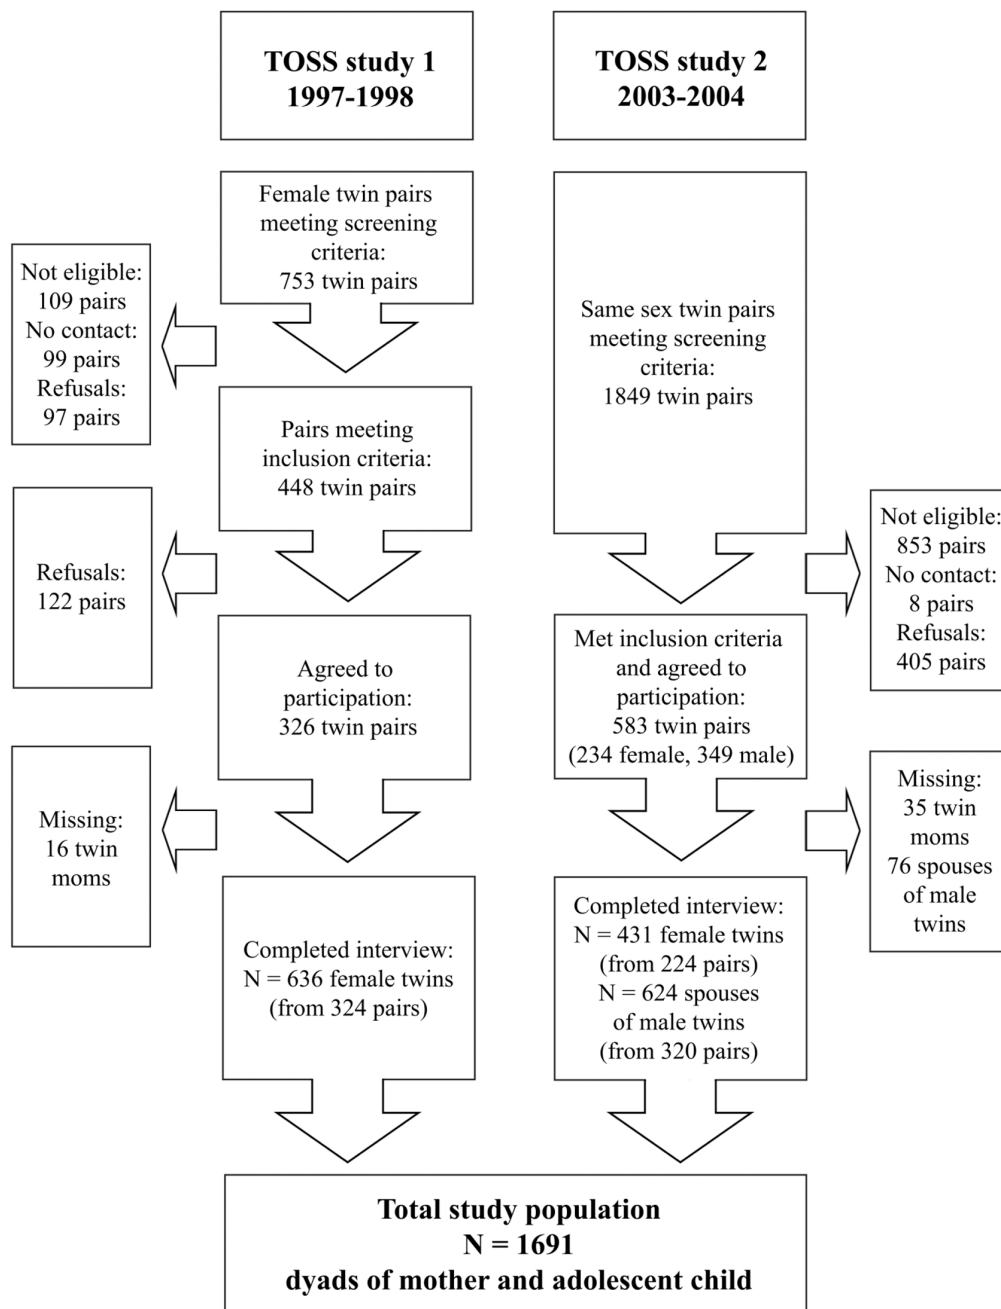 TOSS study 1
1997-1998
TOSS study 2
2003-2004
Female twin pairs
meeting screening
criteria:
753 twin pairs
Not eligible:
109 pairs
No contact:
99 pairs
Refusals:
97 pairs
Same sex twin pairs
meeting screening
criteria:
1849 twin pairs
Pairs meeting
inclusion criteria:
448 twin pairs
Refusals:
122 pairs
Not eligible:
853 pairs
No contact:
8 pairs
Refusals:
405 pairs
Agreed to
participation:
326 twin pairs
Met inclusion criteria
and agreed to
participation:
583 twin pairs
(234 female, 349 male)
Missing:
16 twin
moms
Missing:
35 twin
moms
76 spouses
of male
twins
Completed interview:
N = 636 female twins
(from 324 pairs)
Completed interview:
N = 431 female twins
(from 224 pairs)
N = 624 spouses
of male twins
(from 320 pairs)
Total study population
N = 1691
dyads of mother and adolescent child